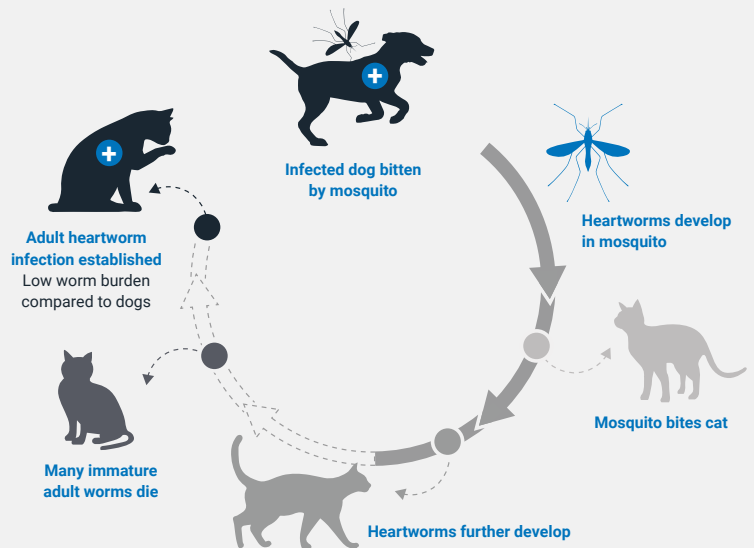 Infected dog bitten
by mosquito
Heartworms develop
in mosquito
Mosquito bites cat
Heartworms further develop
Many immature
adult worms die
Adult heartworm
infection established
Low worm burden
compared to dogs